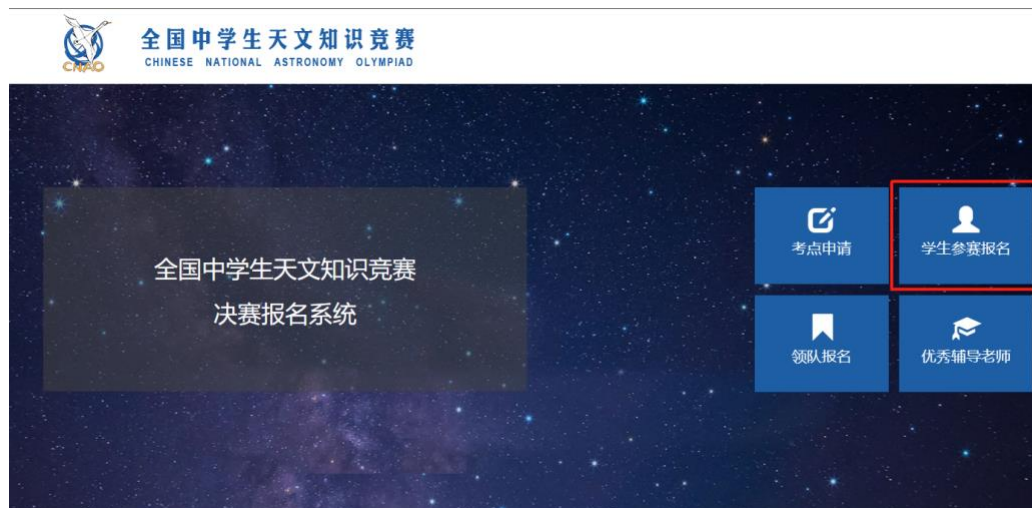 全国中学生天文知识竞赛
CHINESE NATIONAL ASTRONOMY OLYMPIAD
CNAO
全国中学生天文知识竞赛
决赛报名系统
考点申请
学生参赛报名
领队报名
优秀辅导老师